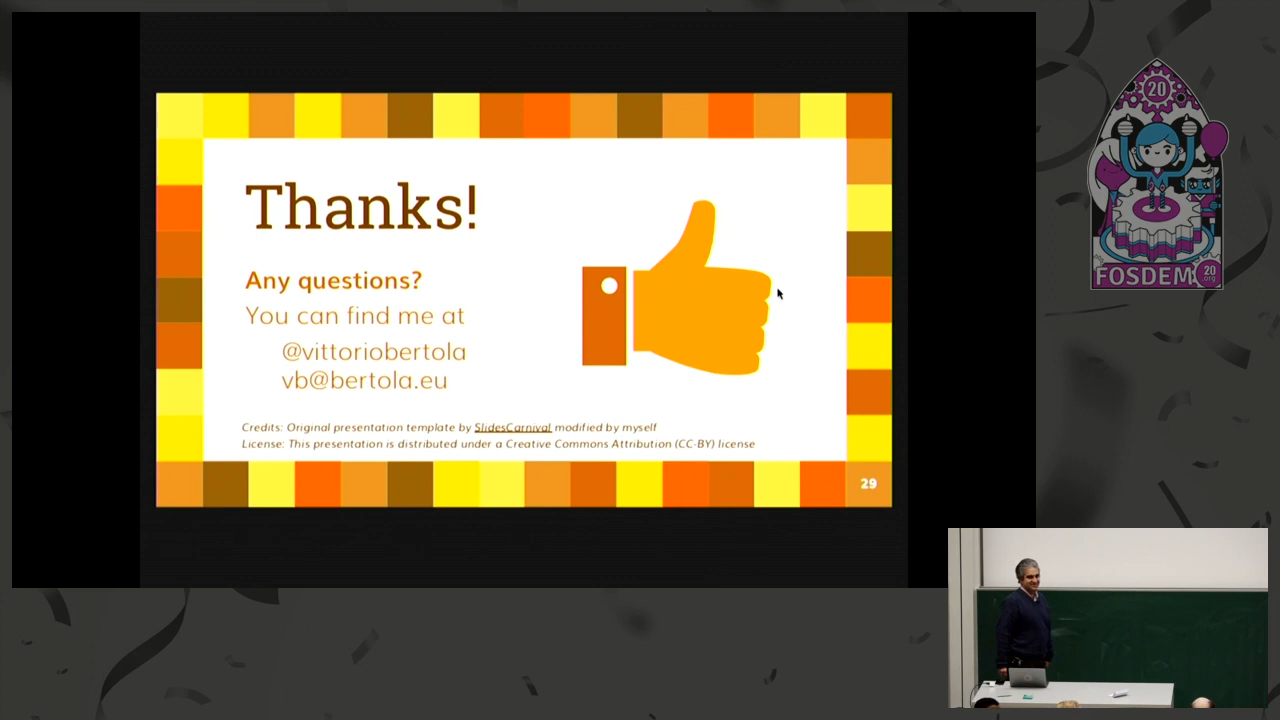 Thanks!
Any questions?
You can find me at
@vittoriobertola
vb@bertola.eu
Credits: Original presentation template by SlidesCarnival modified by myself
License: This presentation is distributed under a Creative Commons Attribution (CC-BY) license
29
20
FOSDEM
20
.org